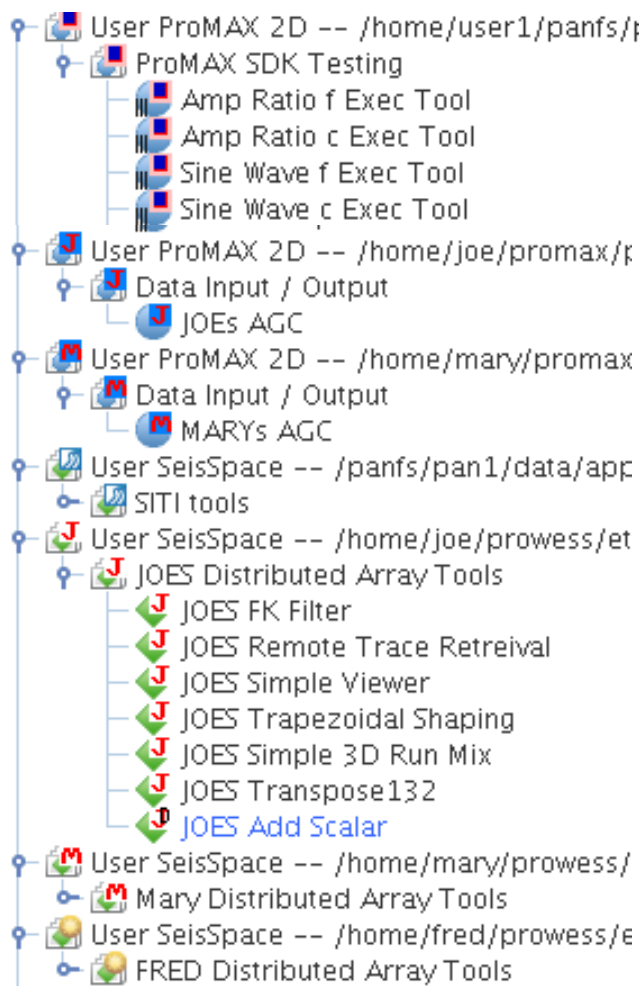 User ProMAX 2D -- /home/user1/panfs/p
ProMAX SDK Testing
Amp Ratio f Exec Tool
Amp Ratio c Exec Tool
Sine Wave f Exec Tool
Sine Wave c Exec Tool
J User ProMAX 2D -- /home/joe/promax/p
J Data Input / Output
J JOEs AGC
M User ProMAX 2D -- /home/mary/promax
M Data Input / Output
M MARYs AGC
User SeisSpace -- /panfs/pan1/data/app
SITI tools
J User SeisSpace -- /home/joe/prowess/et
J JOES Distributed Array Tools
J JOES FK Filter
J JOES Remote Trace Retreival
J JOES Simple Viewer
J JOES Trapezoidal Shaping
J JOES Simple 3D Run Mix
J JOES Transpose132
J D JOES Add Scalar
M User SeisSpace -- /home/mary/prowess/
M Mary Distributed Array Tools
User SeisSpace -- /home/fred/prowess/e
FRED Distributed Array Tools